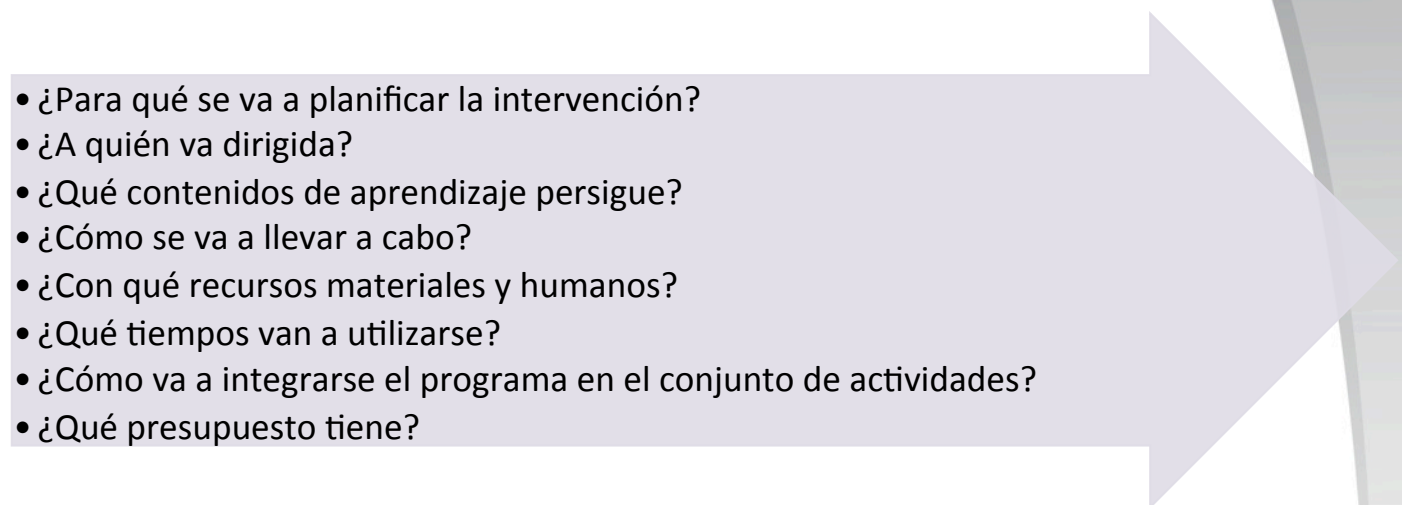 • ¿Para qué se va a planificar la intervención?
• ¿A quién va dirigida?
• ¿Qué contenidos de aprendizaje persigue?
• ¿Cómo se va a llevar a cabo?
• ¿Con qué recursos materiales y humanos?
• ¿Qué tiempos van a utilizarse?
• ¿Cómo va a integrarse el programa en el conjunto de actividades?
• ¿Qué presupuesto tiene?